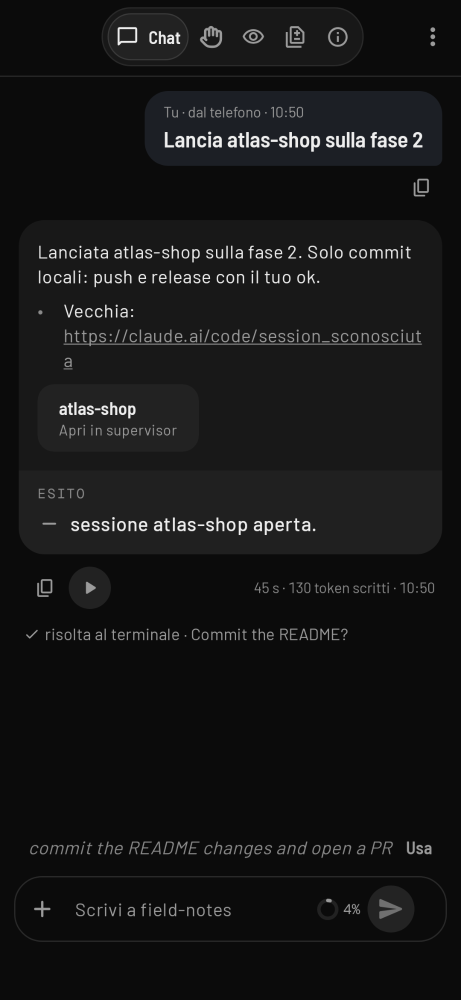 Chat
Tu · dal telefono · 10:50
Lancia atlas-shop sulla fase 2
Lanciata atlas-shop sulla fase 2. Solo commit
locali: push e release con il tuo ok.
• Vecchia:
https://claude.ai/code/session_sconosciut
a
atlas-shop
Apri in supervisor
ESITO
— sessione atlas-shop aperta.
45 s · 130 token scritti · 10:50
✓ risolta al terminale · Commit the README?
commit the README changes and open a PR Usa
Scrivi a field-notes 4%